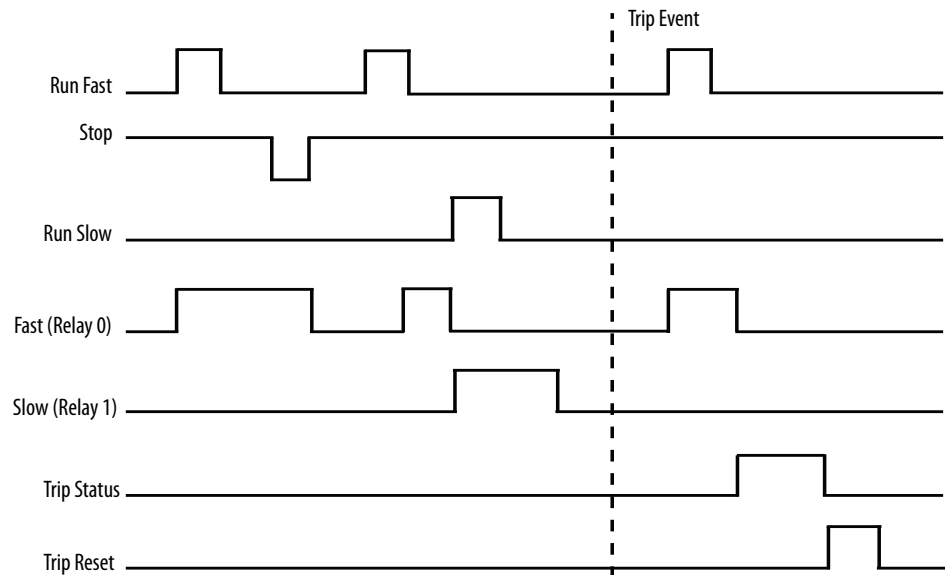 Trip Event
Run Fast
Stop
Run Slow
Fast (Relay 0)
Slow (Relay 1)
Trip Status
Trip Reset